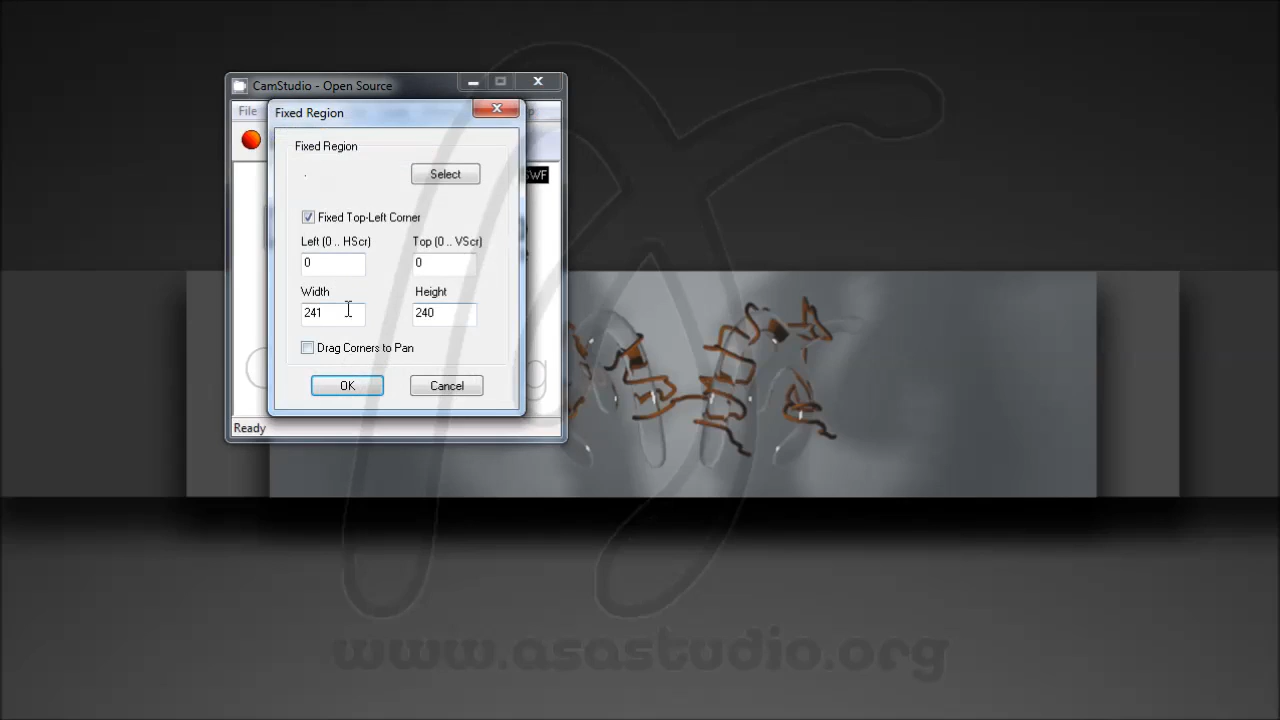 CamStudio - Open Source
Fixed Region
File
Fixed Region
Select
SWF
Fixed Top-Left Corner
Left (0 .. HScr) Top (0 .. VScr)
0 0
Width Height
241 240
Drag Corners to Pan
OK Cancel
Ready
www.asastudio.org